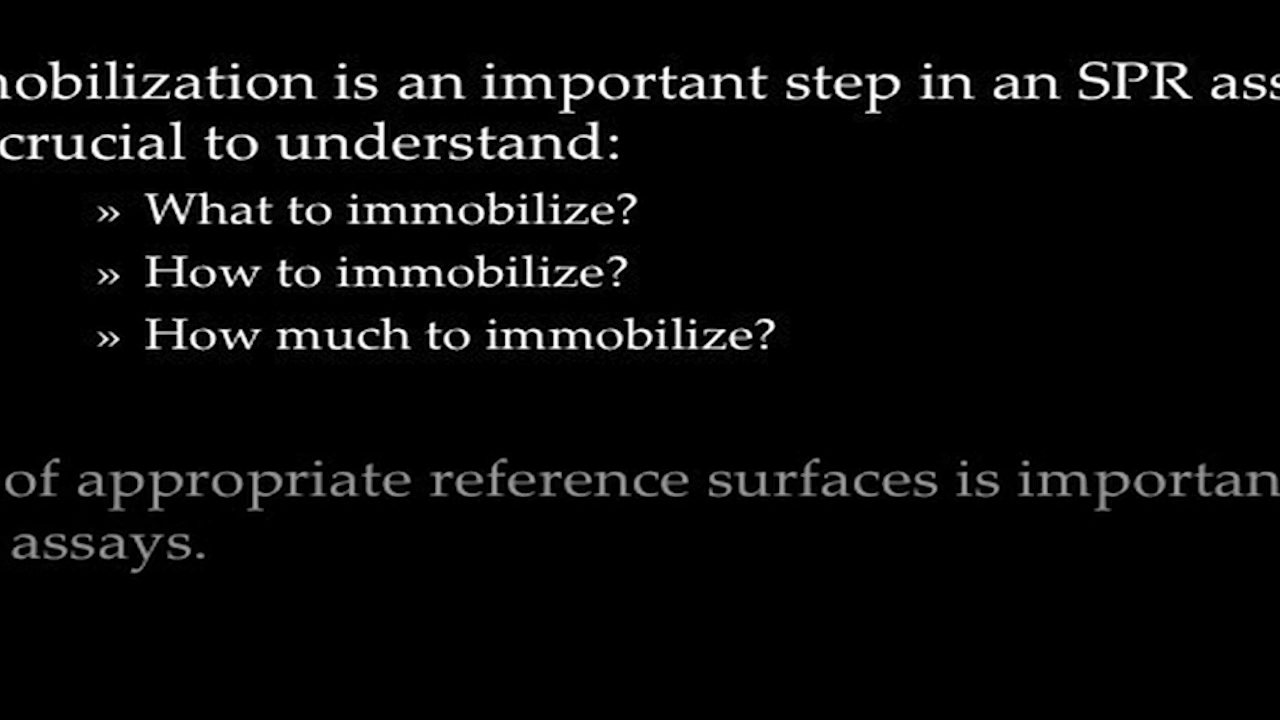 mobilization is an important step in an SPR ass
crucial to understand:
» What to immobilize?
» How to immobilize?
» How much to immobilize?
of appropriate reference surfaces is importan
assays.